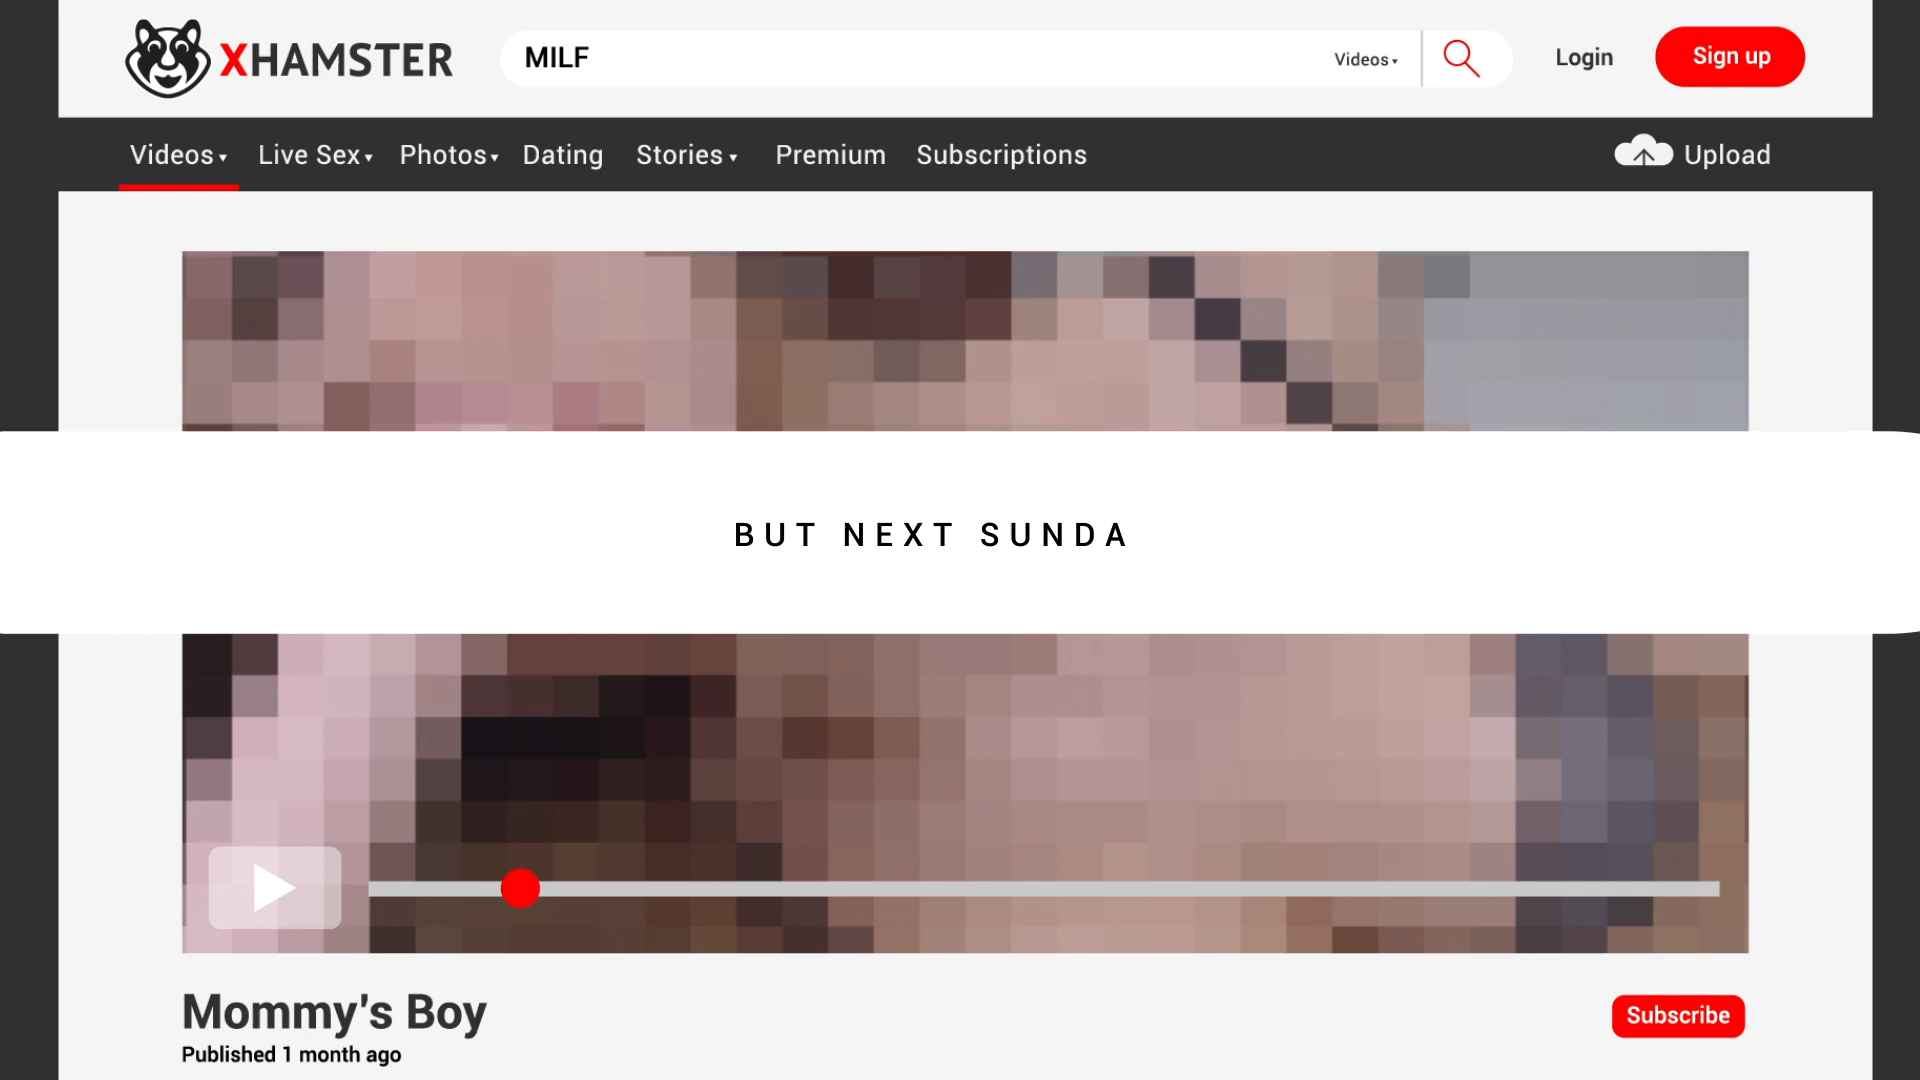 XHAMSTER
MILF
Videos
Login
Sign up
Videos Live Sex Photos Dating Stories Premium Subscriptions
Upload
BUT NEXT SUNDA
Mommy's Boy
Subscribe
Published 1 month ago